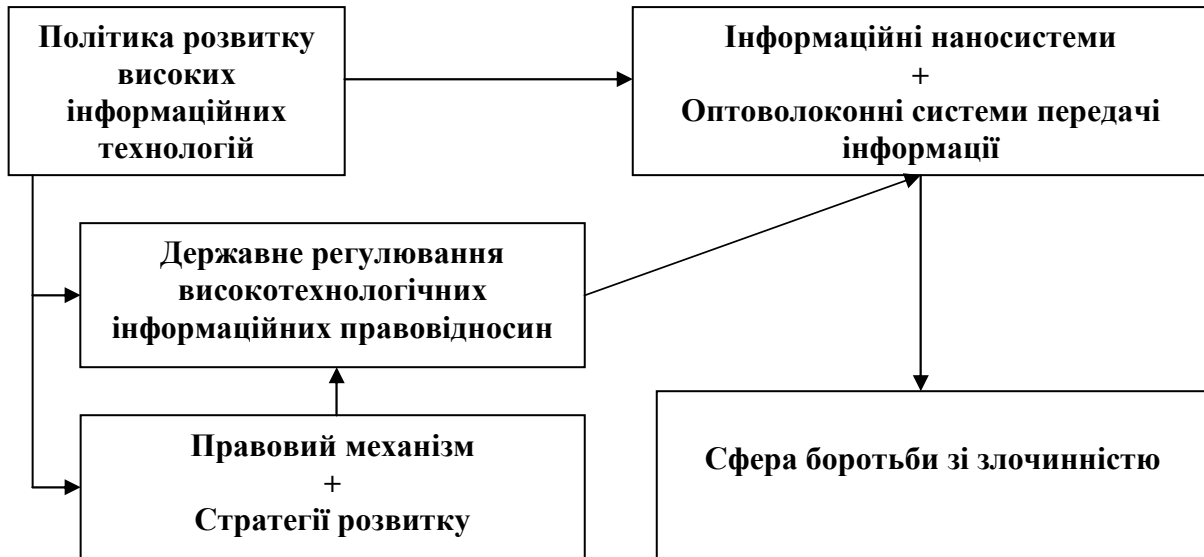 Політика розвитку
високих
інформаційних
технологій
Інформаційні наносистеми
+
Оптоволоконні системи передачі
інформації
Державне регулювання
високотехнологічних
інформаційних правовідносин
Правовий механізм
+
Стратегії розвитку
Сфера боротьби зі злочинністю